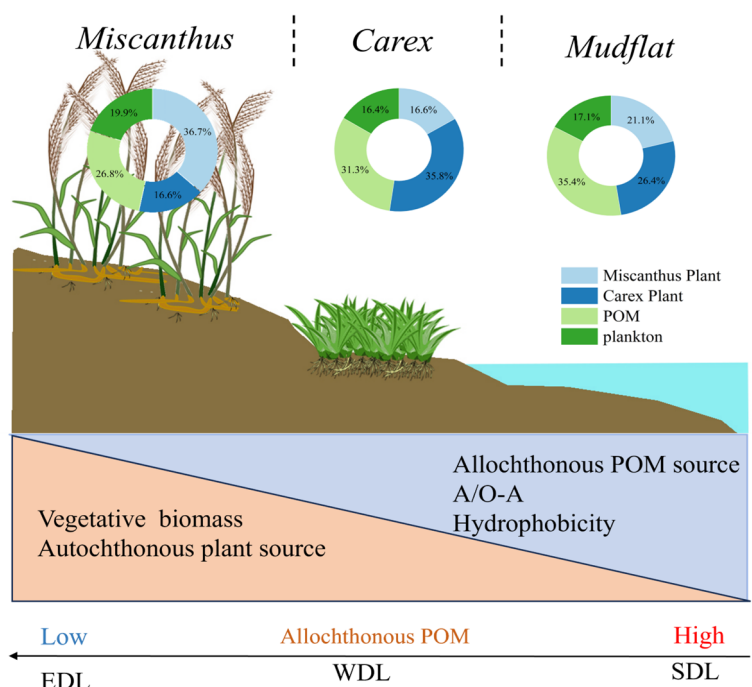 Miscanthus
Carex
Mudflat
19.9%
36.7%
26.8%
16.6%
16.4%
16.6%
31.3%
35.8%
17.1%
21.1%
35.4%
26.4%
Miscanthus Plant
Carex Plant
POM
plankton
Allochthonous POM source
A/O-A
Hydrophobicity
Vegetative biomass
Autochthonous plant source
Low
Allochthonous POM
High
EDL
WDL
SDL